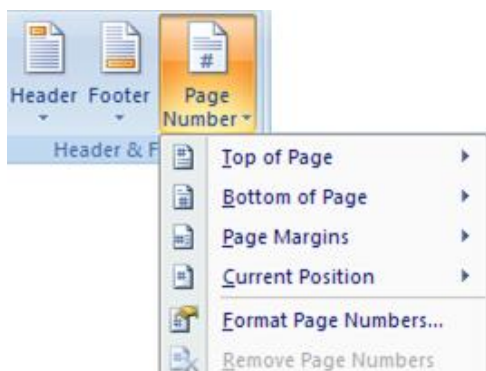 Header Footer Page
Number
Header & F
Top of Page
Bottom of Page
Page Margins
Current Position
Format Page Numbers...
Remove Page Numbers